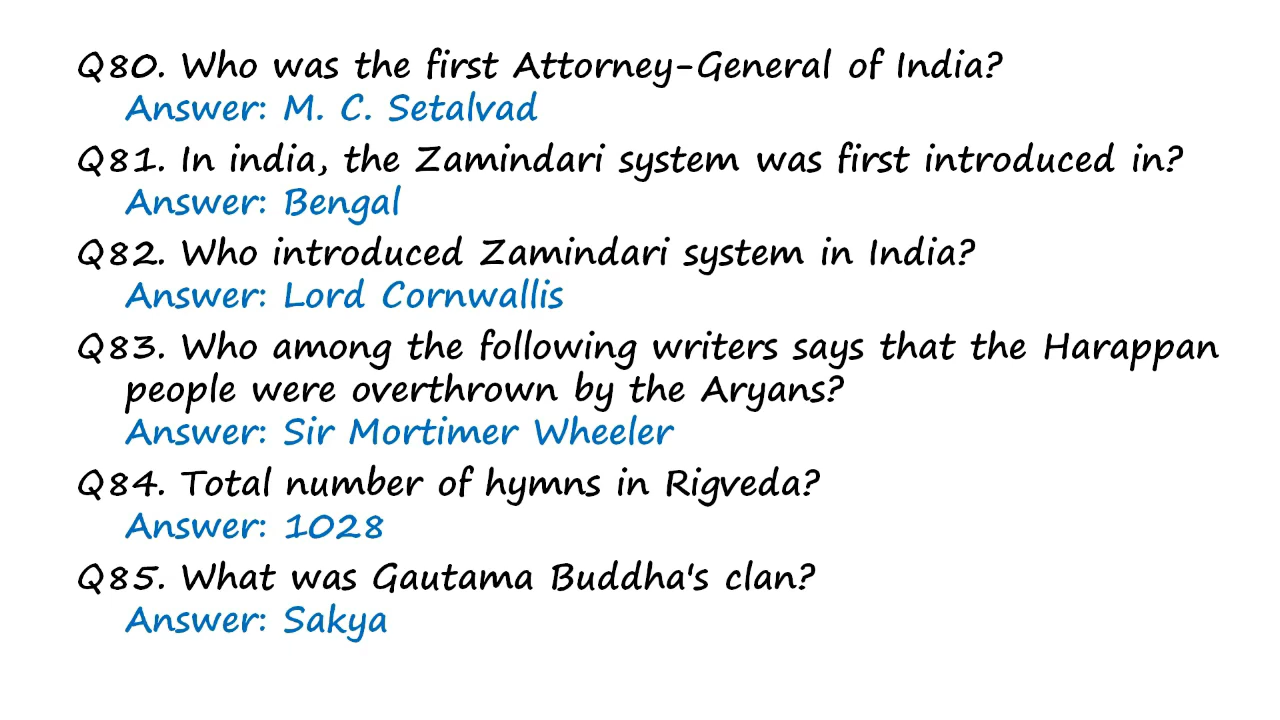 Q80. Who was the first Attorney-General of India?
Answer: M. C. Setalvad
Q81. In india, the Zamindari system was first introduced in?
Answer: Bengal
Q82. Who introduced Zamindari system in India?
Answer: Lord Cornwallis
Q83. Who among the following writers says that the Harappan
people were overthrown by the Aryans?
Answer: Sir Mortimer Wheeler
Q84. Total number of hymns in Rigveda?
Answer: 1028
Q85. What was Gautama Buddha's clan?
Answer: Sakya